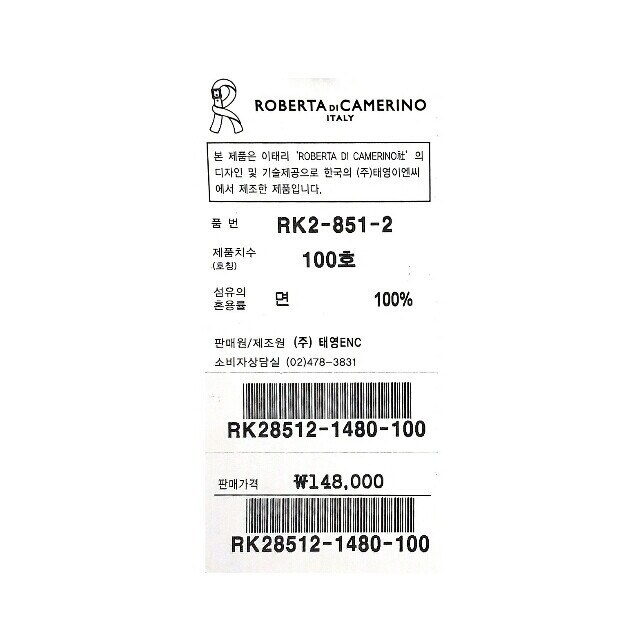 ROBERTA DI CAMERINO
ITALY
본 제품은 이태리 'ROBERTA DI CAMERINO社' 의
디자인 및 기술제공으로 한국의 (주)태영이엔씨
에서 제조한 제품입니다.
품 번 RK2-851-2
제품치수 100호
(호칭)
섬유의 면 100%
혼용률
판매원/제조원 (주) 태영ENC
소비자상담실 (02)478-3831
RK28512-1480-100
판매가격 ₩148,000
RK28512-1480-100